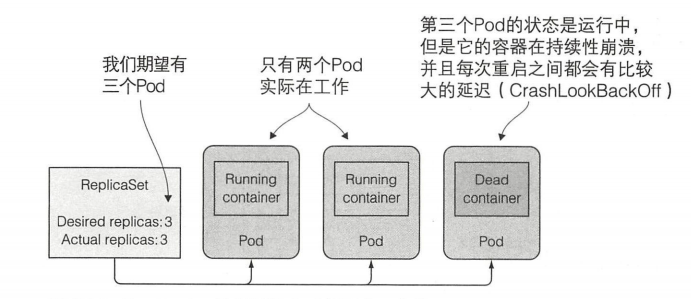 我们期望有
三个Pod
只有两个Pod
实际在工作
第三个Pod的状态是运行中,
但是它的容器在持续性崩溃,
并且每次重启之间都会有比较
大的延迟(CrashLookBackOff)
ReplicaSet
Desired replicas:3
Actual replicas:3
Running
container
Pod
Running
container
Pod
Dead
container
Pod